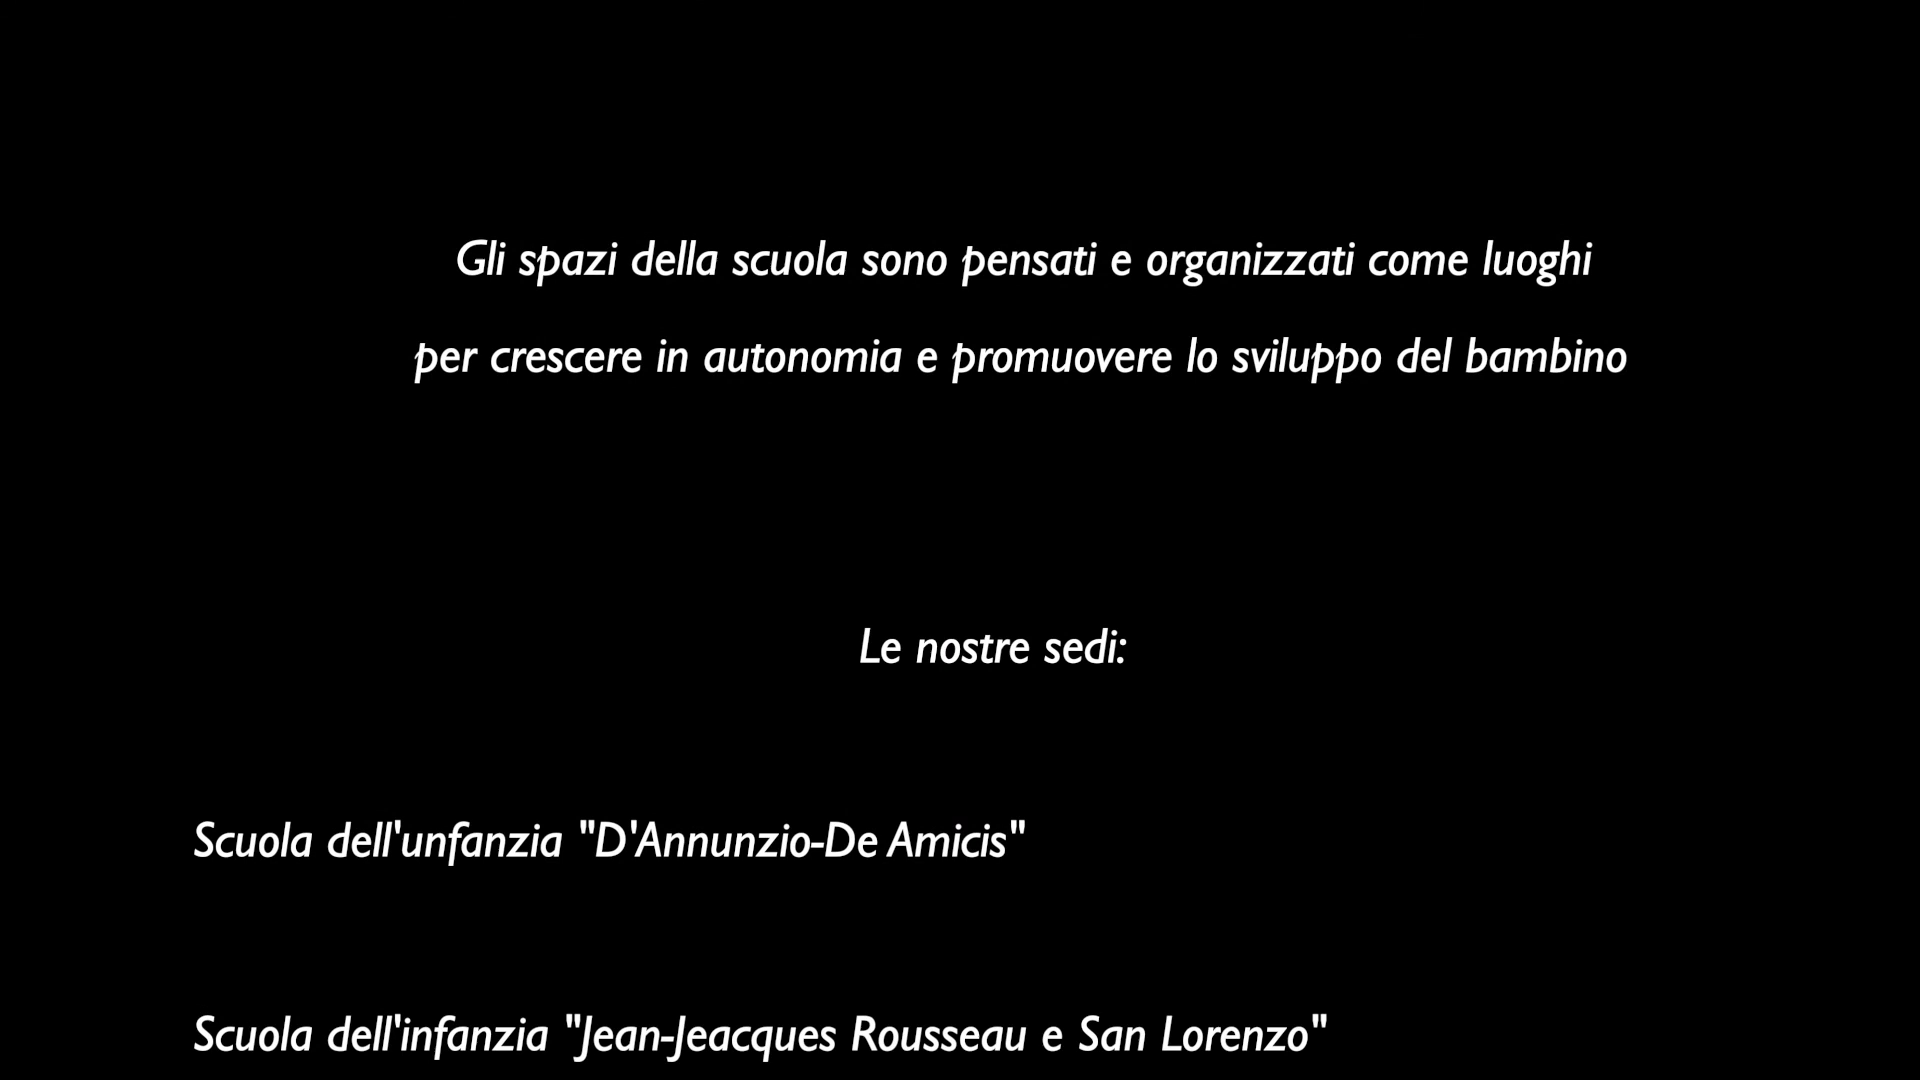 Gli spazi della scuola sono pensati e organizzati come luoghi
per crescere in autonomia e promuovere lo sviluppo del bambino
Le nostre sedi:
Scuola dell'unfanzia "D'Annunzio-De Amicis"
Scuola dell'infanzia "Jean-Jeacques Rousseau e San Lorenzo"